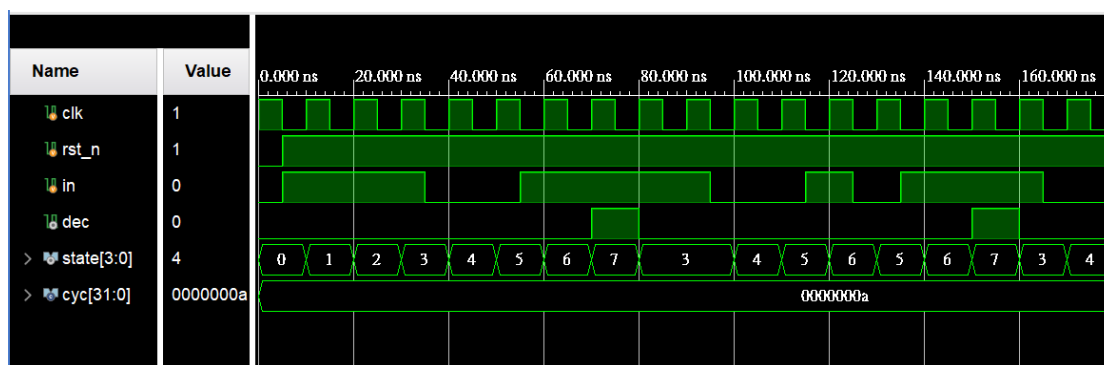 Name Value 0.000 ns 20.000 ns 40.000 ns 60.000 ns 80.000 ns 100.000 ns 120.000 ns 140.000 ns 160.000 ns
clk 1
rst_n 1
in 0
dec 0
> state[3:0] 4 0 1 2 3 4 5 6 7 3 4 5 6 5 6 7 3 4
> cyc[31:0] 0000000a 0000000a